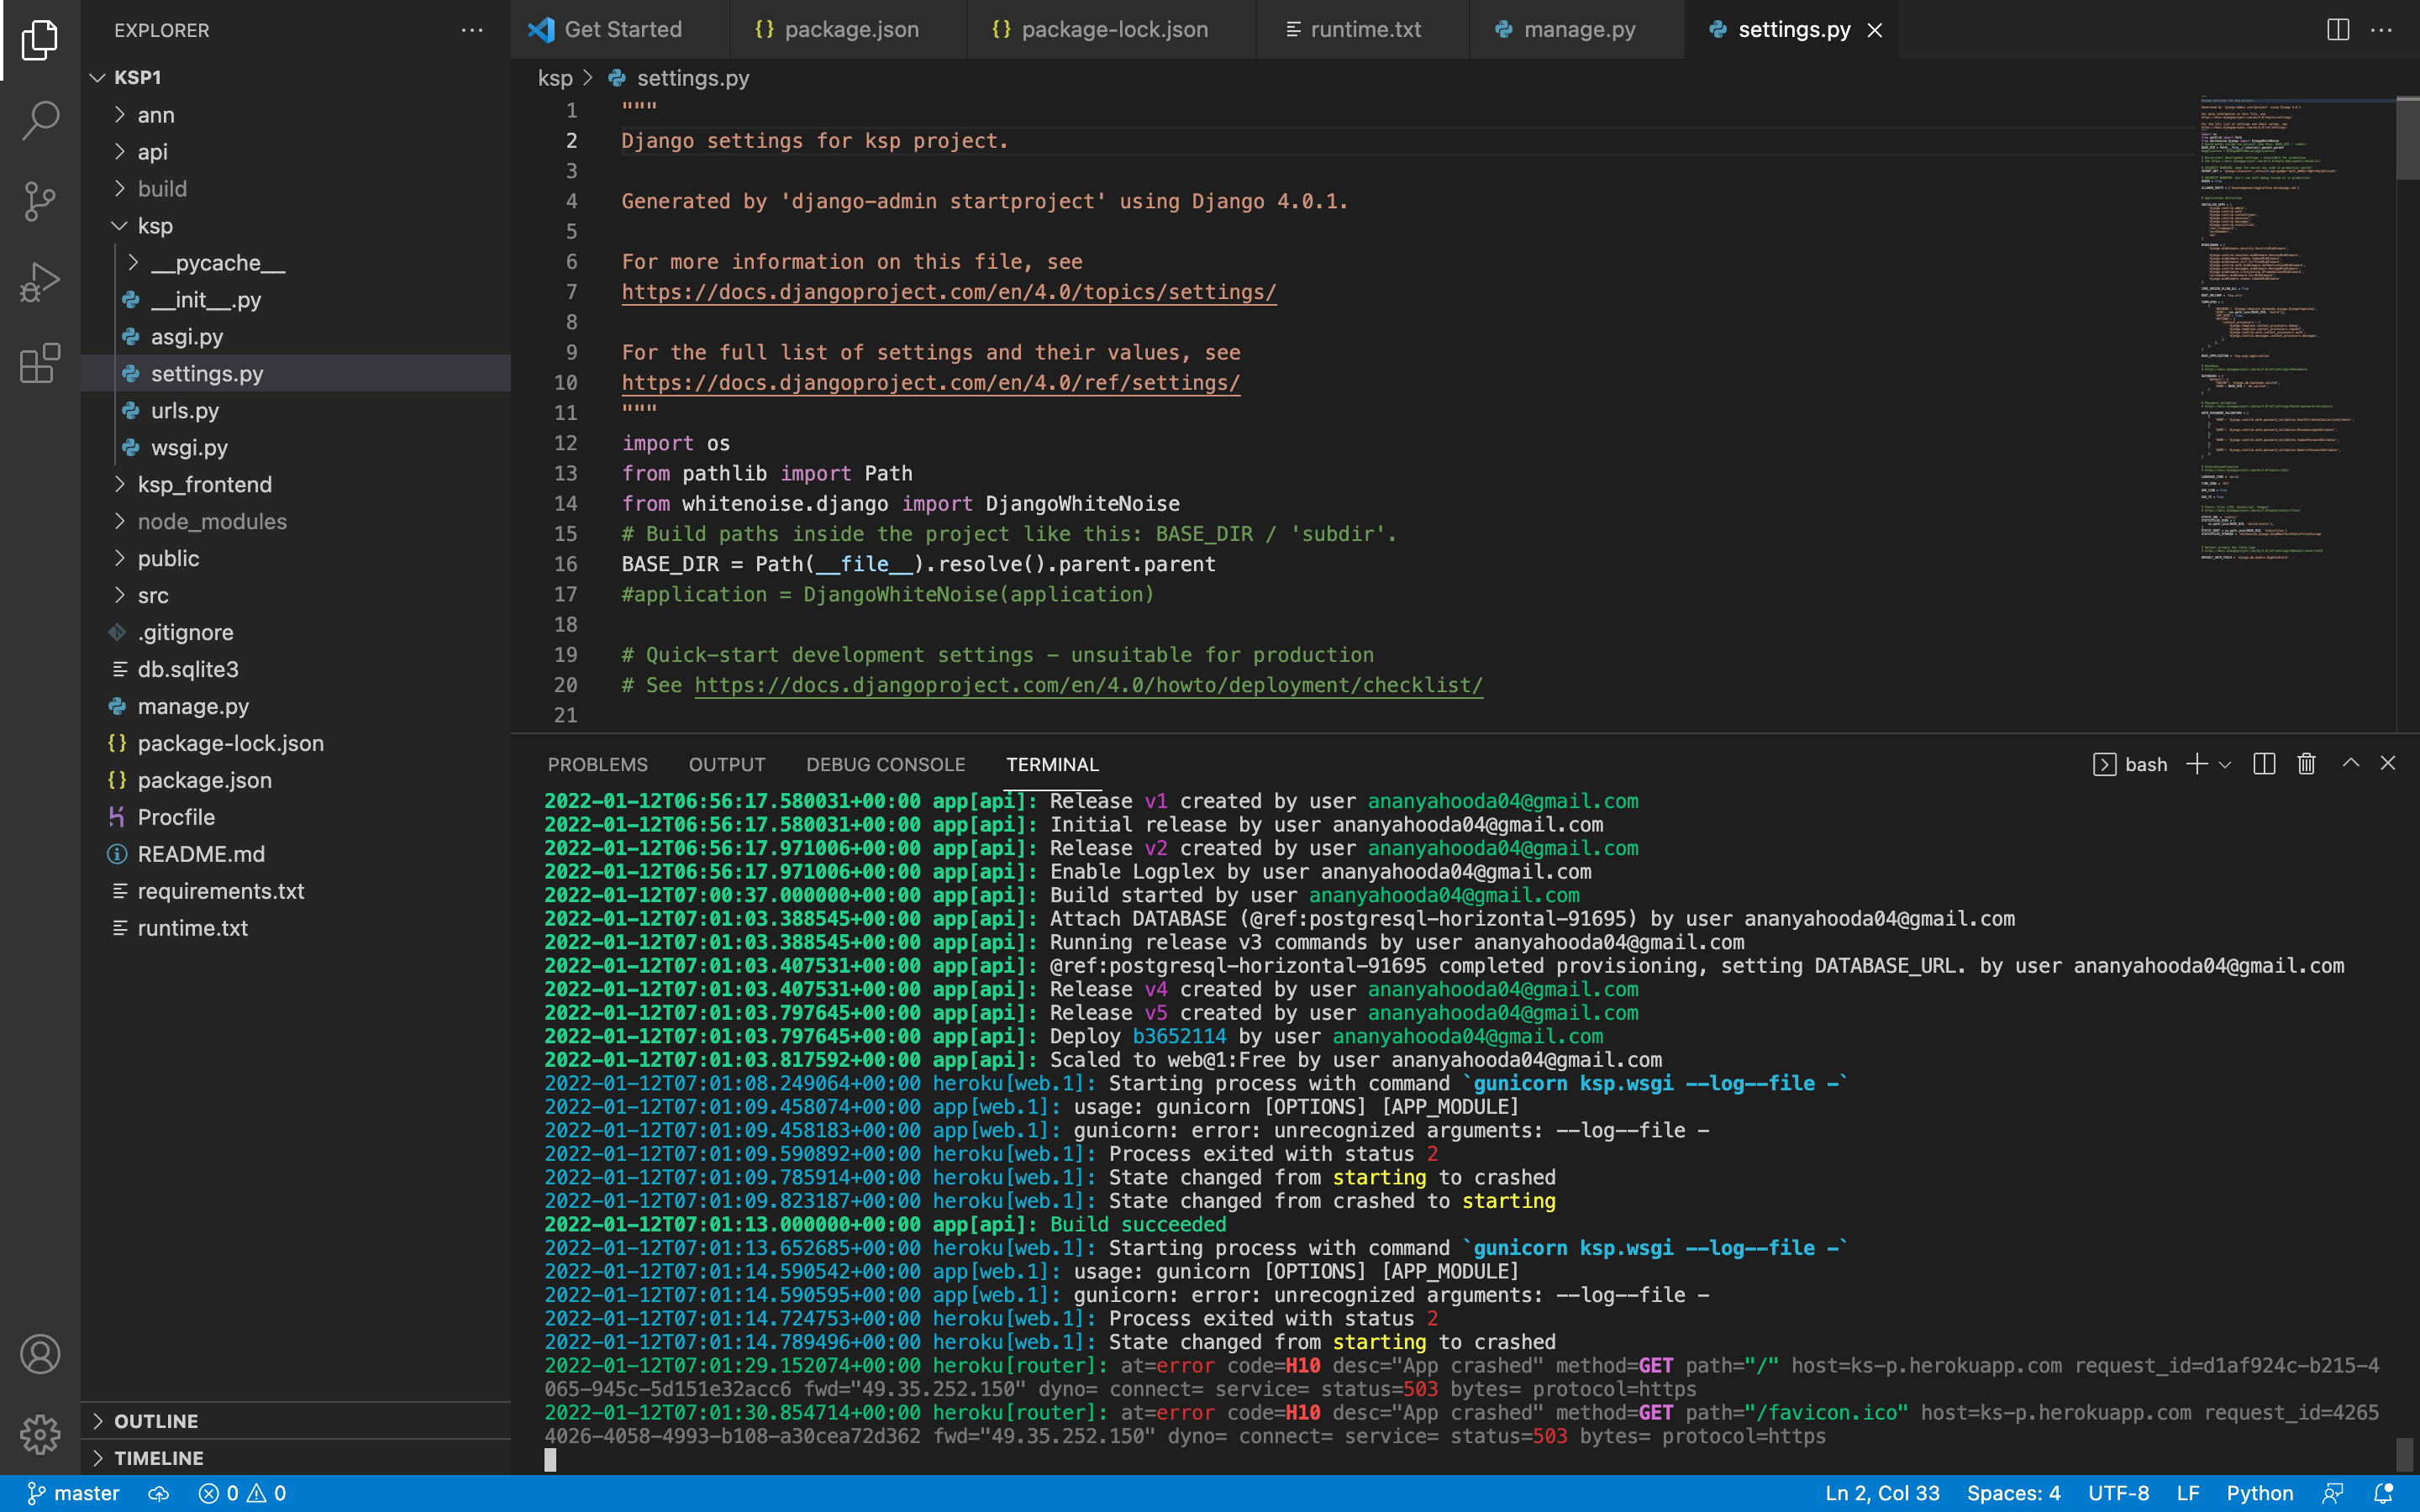 EXPLORER
Get Started
package.json
package-lock.json
runtime.txt
manage.py
settings.py
KSP1
ann
api
build
ksp
__pycache__
__init__.py
asgi.py
settings.py
urls.py
wsgi.py
ksp_frontend
node_modules
public
src
.gitignore
db.sqlite3
manage.py
package-lock.json
package.json
Procfile
README.md
requirements.txt
runtime.txt
OUTLINE
TIMELINE
ksp > settings.py
1 """
2 Django settings for ksp project.
3
4 Generated by 'django-admin startproject' using Django 4.0.1.
5
6 For more information on this file, see
7 https://docs.djangoproject.com/en/4.0/topics/settings/
8
9 For the full list of settings and their values, see
10 https://docs.djangoproject.com/en/4.0/ref/settings/
11 """
12 import os
13 from pathlib import Path
14 from whitenoise.django import DjangoWhiteNoise
15 # Build paths inside the project like this: BASE_DIR / 'subdir'.
16 BASE_DIR = Path(__file__).resolve().parent.parent
17 #application = DjangoWhiteNoise(application)
18
19 # Quick-start development settings - unsuitable for production
20 # See https://docs.djangoproject.com/en/4.0/howto/deployment/checklist/
21
PROBLEMS OUTPUT DEBUG CONSOLE TERMINAL bash
2022-01-12T06:56:17.580031+00:00 app[api]: Release v1 created by user ananyahooda04@gmail.com
2022-01-12T06:56:17.580031+00:00 app[api]: Initial release by user ananyahooda04@gmail.com
2022-01-12T06:56:17.971006+00:00 app[api]: Release v2 created by user ananyahooda04@gmail.com
2022-01-12T06:56:17.971006+00:00 app[api]: Enable Logplex by user ananyahooda04@gmail.com
2022-01-12T07:00:37.000000+00:00 app[api]: Build started by user ananyahooda04@gmail.com
2022-01-12T07:01:03.388545+00:00 app[api]: Attach DATABASE (@ref:postgresql-horizontal-91695) by user ananyahooda04@gmail.com
2022-01-12T07:01:03.388545+00:00 app[api]: Running release v3 commands by user ananyahooda04@gmail.com
2022-01-12T07:01:03.407531+00:00 app[api]: @ref:postgresql-horizontal-91695 completed provisioning, setting DATABASE_URL. by user ananyahooda04@gmail.com
2022-01-12T07:01:03.407531+00:00 app[api]: Release v4 created by user ananyahooda04@gmail.com
2022-01-12T07:01:03.797645+00:00 app[api]: Release v5 created by user ananyahooda04@gmail.com
2022-01-12T07:01:03.797645+00:00 app[api]: Deploy b3652114 by user ananyahooda04@gmail.com
2022-01-12T07:01:03.817592+00:00 app[api]: Scaled to web@1:Free by user ananyahooda04@gmail.com
2022-01-12T07:01:08.249064+00:00 heroku[web.1]: Starting process with command `gunicorn ksp.wsgi --log--file -`
2022-01-12T07:01:09.458074+00:00 app[web.1]: usage: gunicorn [OPTIONS] [APP_MODULE]
2022-01-12T07:01:09.458183+00:00 app[web.1]: gunicorn: error: unrecognized arguments: --log--file -
2022-01-12T07:01:09.590892+00:00 heroku[web.1]: Process exited with status 2
2022-01-12T07:01:09.785914+00:00 heroku[web.1]: State changed from starting to crashed
2022-01-12T07:01:09.823187+00:00 heroku[web.1]: State changed from crashed to starting
2022-01-12T07:01:13.000000+00:00 app[api]: Build succeeded
2022-01-12T07:01:13.652685+00:00 heroku[web.1]: Starting process with command `gunicorn ksp.wsgi --log--file -`
2022-01-12T07:01:14.590542+00:00 app[web.1]: usage: gunicorn [OPTIONS] [APP_MODULE]
2022-01-12T07:01:14.590595+00:00 app[web.1]: gunicorn: error: unrecognized arguments: --log--file -
2022-01-12T07:01:14.724753+00:00 heroku[web.1]: Process exited with status 2
2022-01-12T07:01:14.789496+00:00 heroku[web.1]: State changed from starting to crashed
2022-01-12T07:01:29.152074+00:00 heroku[router]: at=error code=H10 desc="App crashed" method=GET path="/" host=ks-p.herokuapp.com request_id=d1af924c-b215-4
065-945c-5d151e32acc6 fwd="49.35.252.150" dyno= connect= service= status=503 bytes= protocol=https
2022-01-12T07:01:30.854714+00:00 heroku[router]: at=error code=H10 desc="App crashed" method=GET path="/favicon.ico" host=ks-p.herokuapp.com request_id=4265
4026-4058-4993-b108-a30cea72d362 fwd="49.35.252.150" dyno= connect= service= status=503 bytes= protocol=https
master 0 0 Ln 2, Col 33 Spaces: 4 UTF-8 LF Python